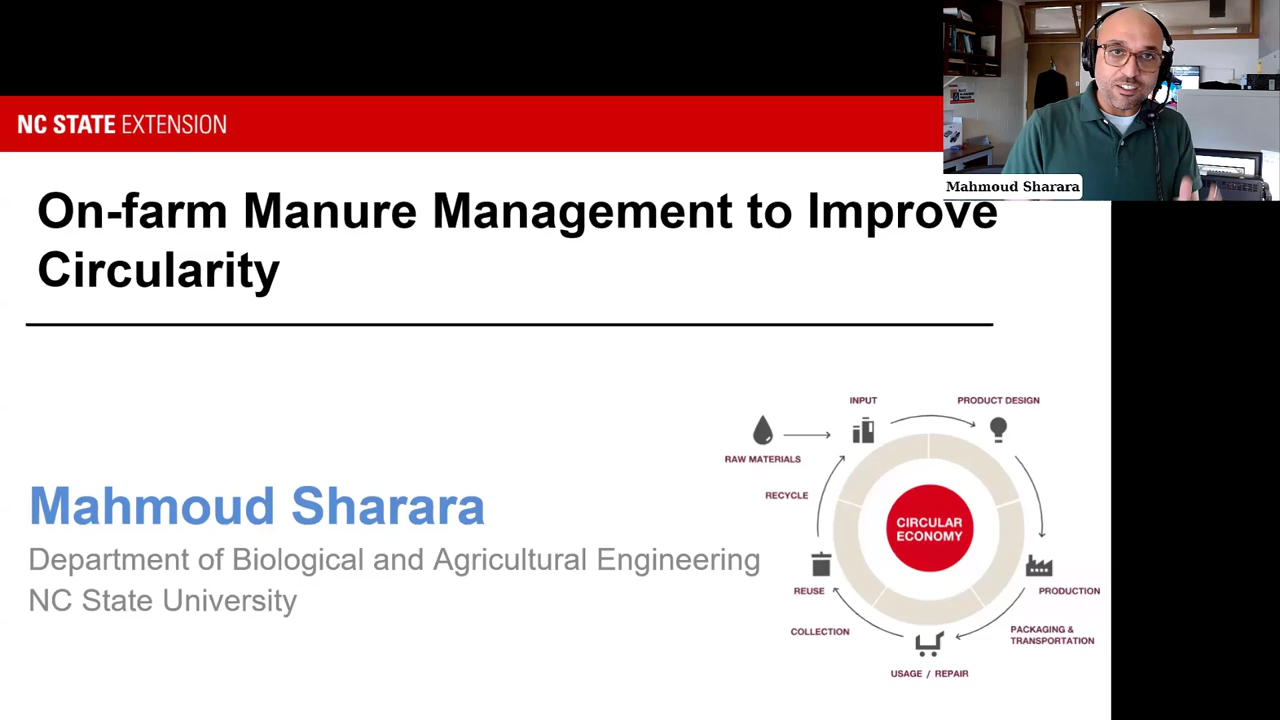 NC STATE EXTENSION
Mahmoud Sharara
On-farm Manure Management to Improve
Circularity
INPUT
PRODUCT DESIGN
RAW MATERIALS
RECYCLE
CIRCULAR
ECONOMY
Mahmoud Sharara
Department of Biological and Agricultural Engineering
NC State University
REUSE
PRODUCTION
COLLECTION
PACKAGING &
TRANSPORTATION
USAGE / REPAIR